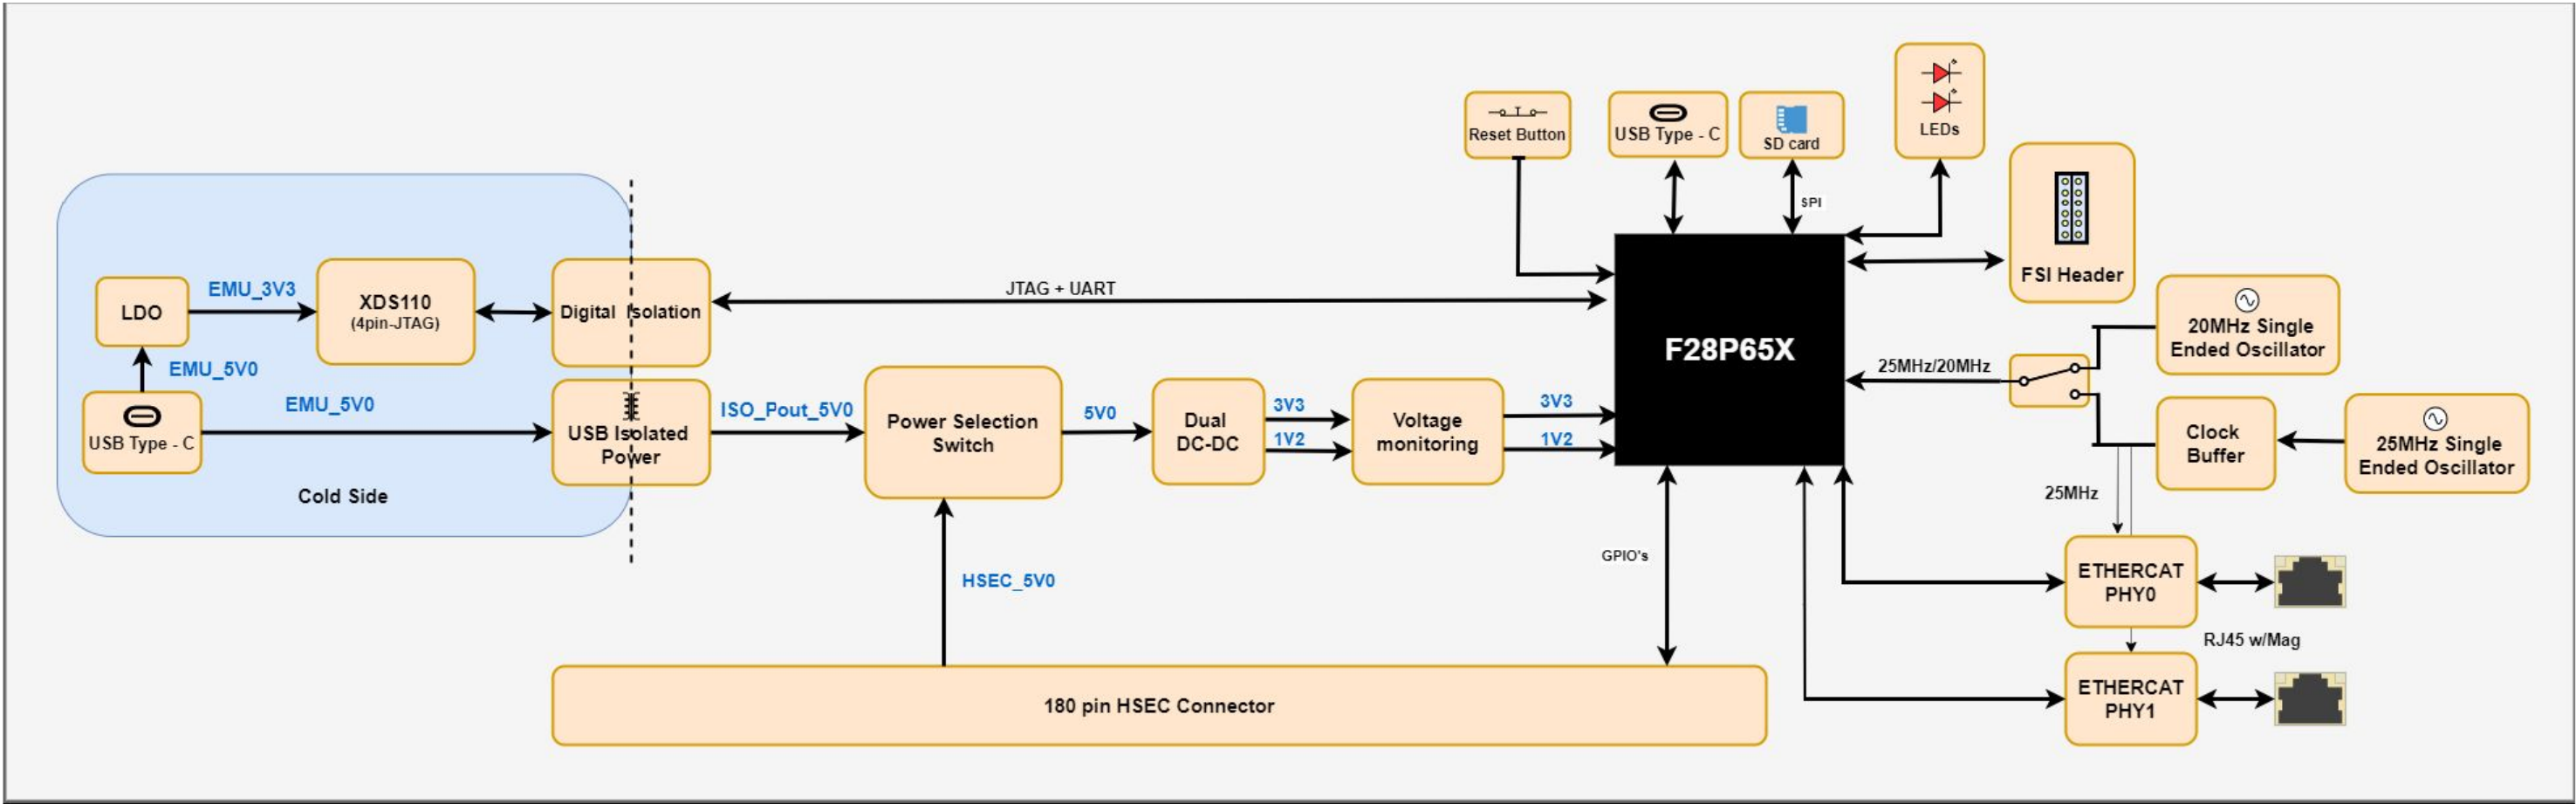 Reset Button
USB Type - C
SD card
LEDs
SPI
FSI Header
LDO
EMU_3V3
XDS110
(4pin-JTAG)
Digital Isolation
JTAG + UART
F28P65X
25MHz/20MHz
20MHz Single
Ended Oscillator
EMU_5V0
USB Type - C
EMU_5V0
USB Isolated
Power
ISO_Pout_5V0
Power Selection
Switch
5V0
Dual
DC-DC
3V3
1V2
Voltage
monitoring
3V3
1V2
Clock
Buffer
25MHz Single
Ended Oscillator
Cold Side
25MHz
GPIO's
HSEC_5V0
ETHERCAT
PHY0
RJ45 w/Mag
ETHERCAT
PHY1
180 pin HSEC Connector